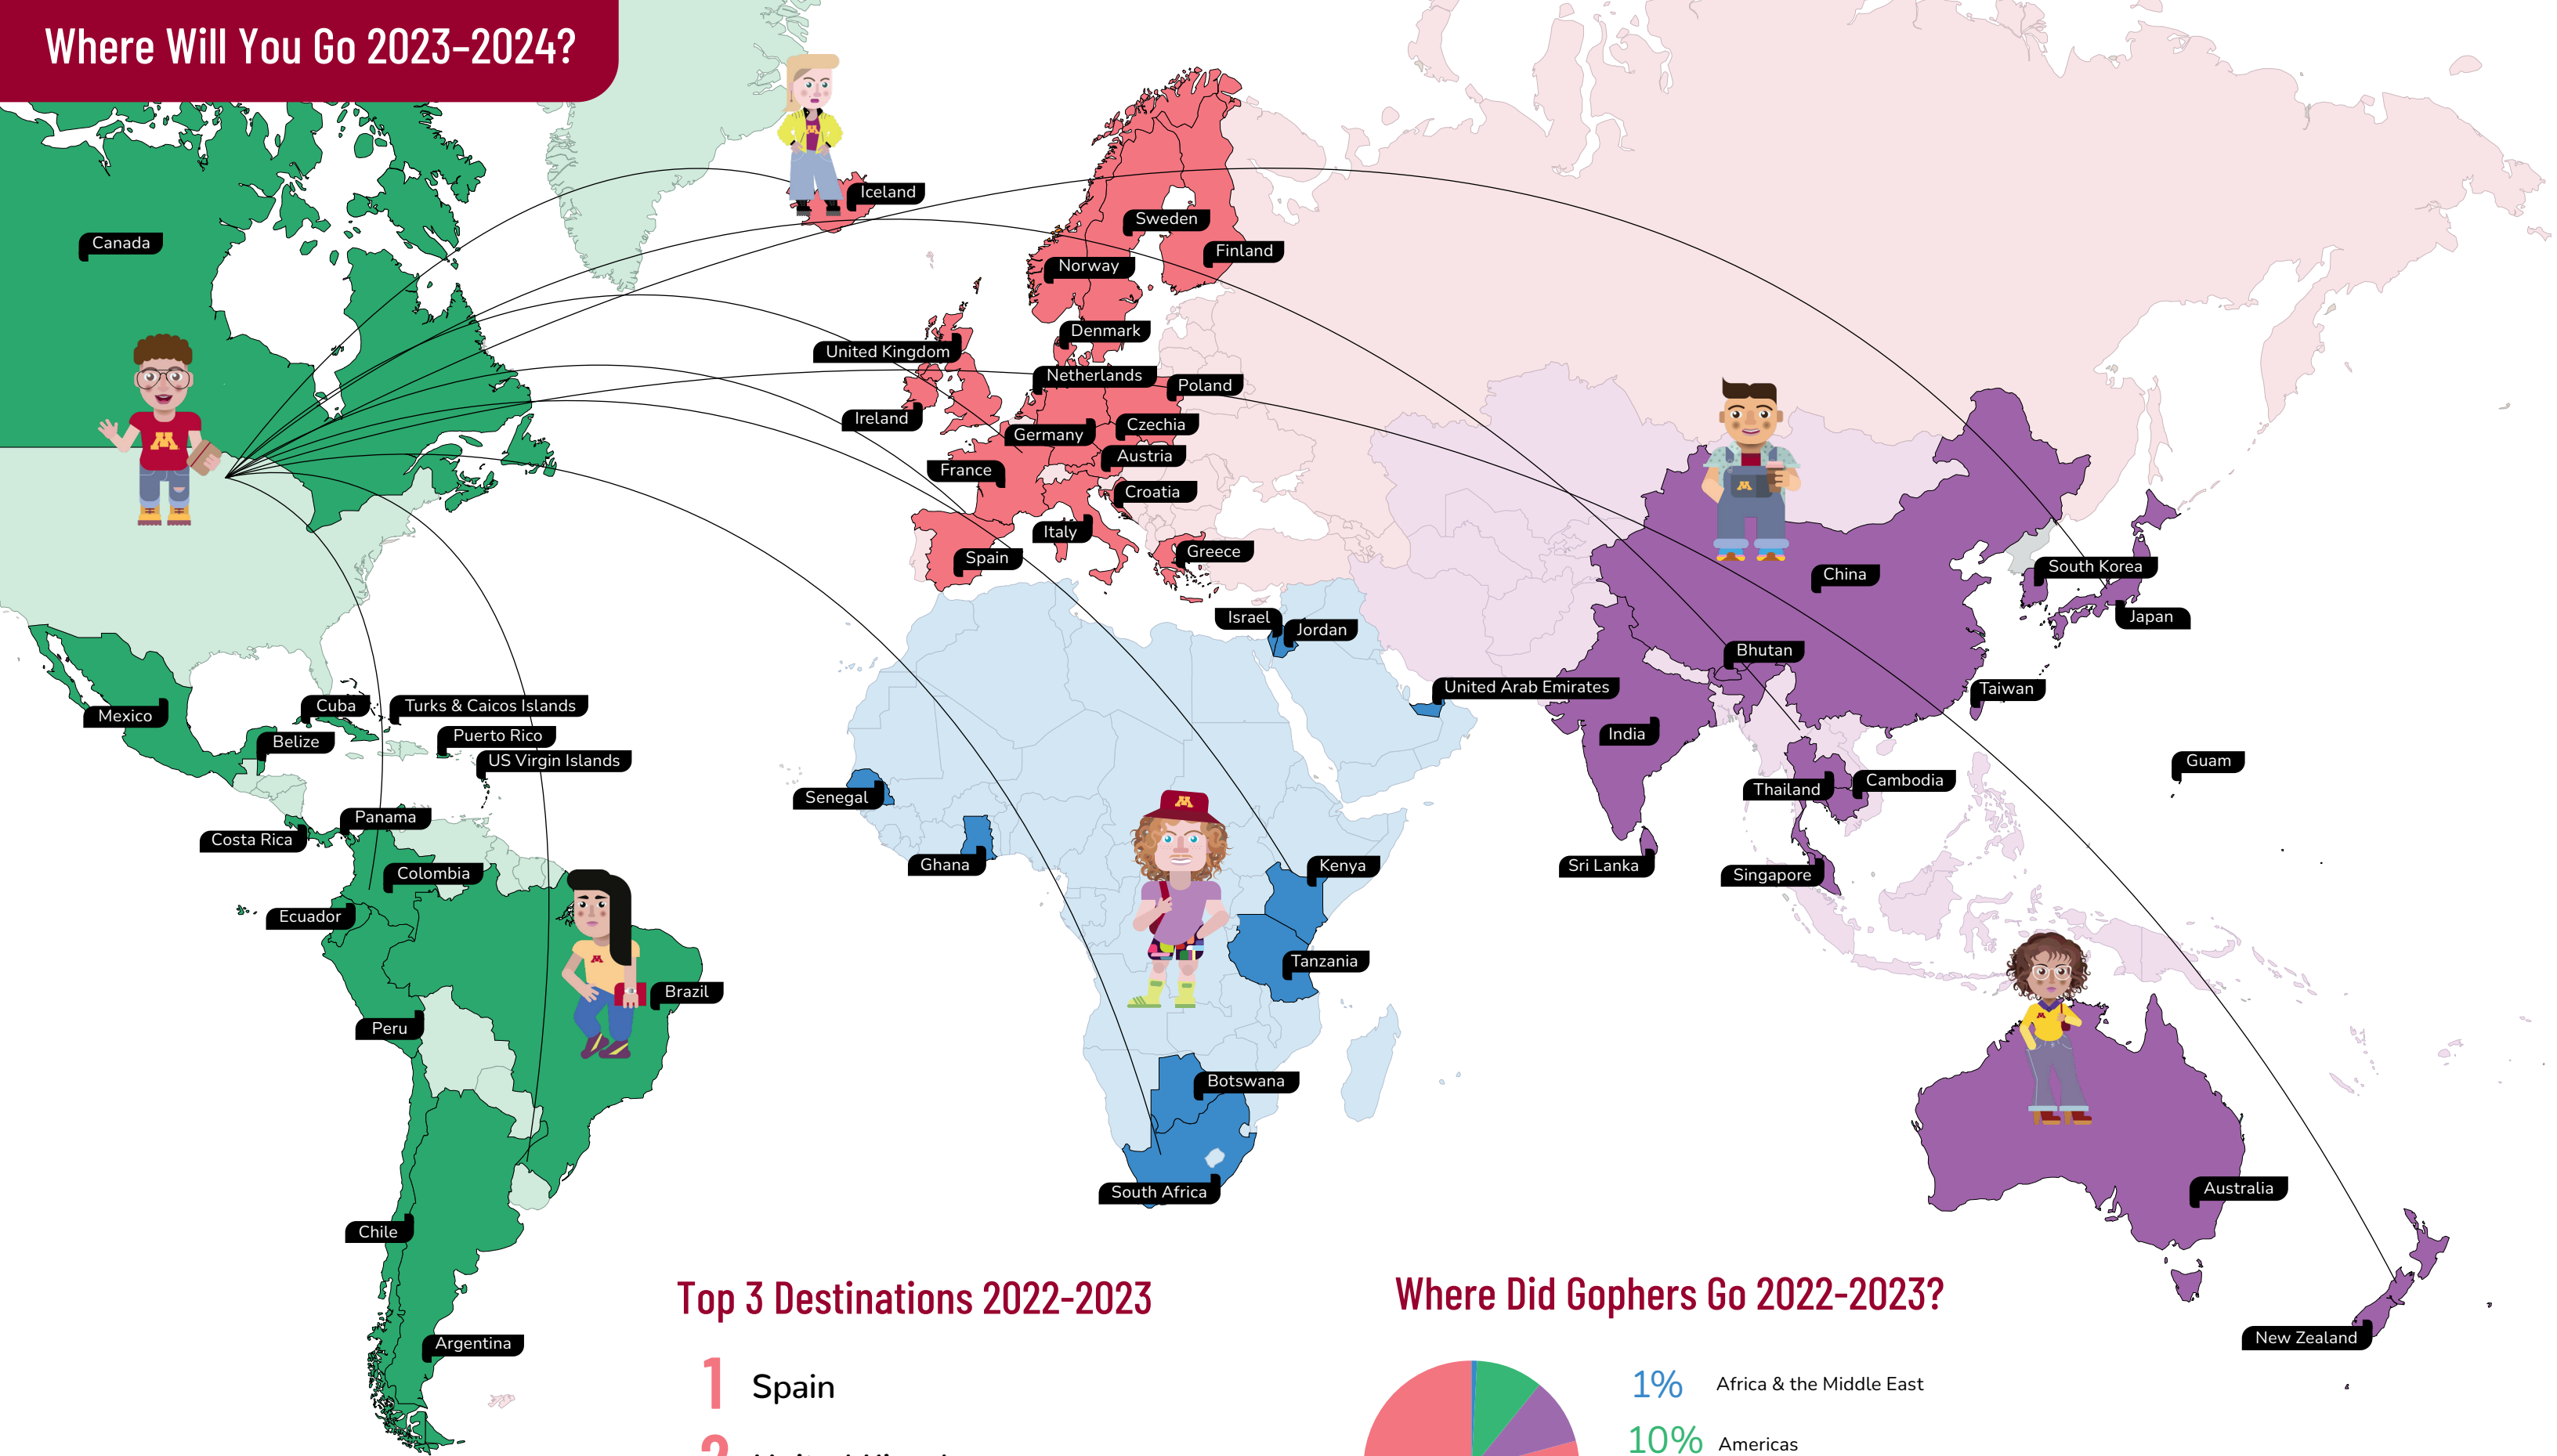 Where Will You Go 2023-2024?
Iceland
Canada
Sweden
Finland
Norway
Denmark
United Kingdom
Netherlands
Poland
Ireland
Czechia
Germany
Austria
France
Croatia
Italy
Greece
Spain
South Korea
China
Japan
Israel
Jordan
Bhutan
United Arab Emirates
Taiwan
Mexico
Cuba
Turks & Caicos Islands
Belize
Puerto Rico
India
US Virgin Islands
Guam
Senegal
Thailand
Cambodia
Panama
Costa Rica
Ghana
Kenya
Sri Lanka
Singapore
Colombia
Ecuador
Tanzania
Brazil
Peru
Botswana
South Africa
Australia
Chile
New Zealand
Argentina
Top 3 Destinations 2022-2023
1 Spain
2
Where Did Gophers Go 2022-2023?
1% Africa & the Middle East
10% Americas